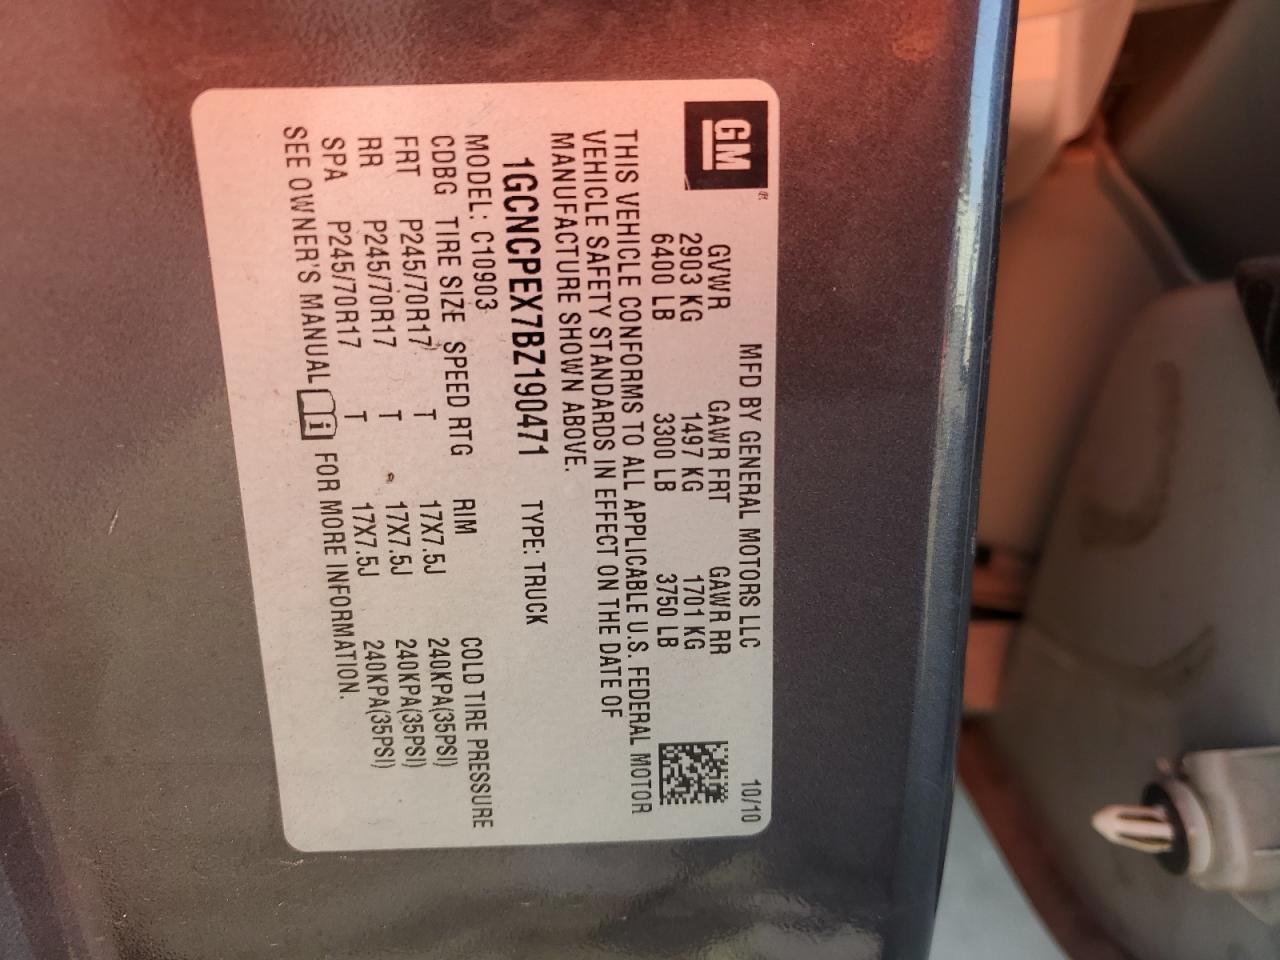 GM®
MFD BY GENERAL MOTORS LLC 10/10
GVWR GAWR FRT GAWR RR
2903 KG 1497 KG 1701 KG
6400 LB 3300 LB 3750 LB
THIS VEHICLE CONFORMS TO ALL APPLICABLE U.S. FEDERAL MOTOR
VEHICLE SAFETY STANDARDS IN EFFECT ON THE DATE OF
MANUFACTURE SHOWN ABOVE.
1GCNCPEX7BZ190471 TYPE: TRUCK
MODEL: C10903
CDBG TIRE SIZE SPEED RTG RIM COLD TIRE PRESSURE
FRT P245/70R17 T 17X7.5J 240KPA(35PSI)
RR P245/70R17 T 17X7.5J 240KPA(35PSI)
SPA P245/70R17 T 17X7.5J 240KPA(35PSI)
SEE OWNER'S MANUAL i FOR MORE INFORMATION.